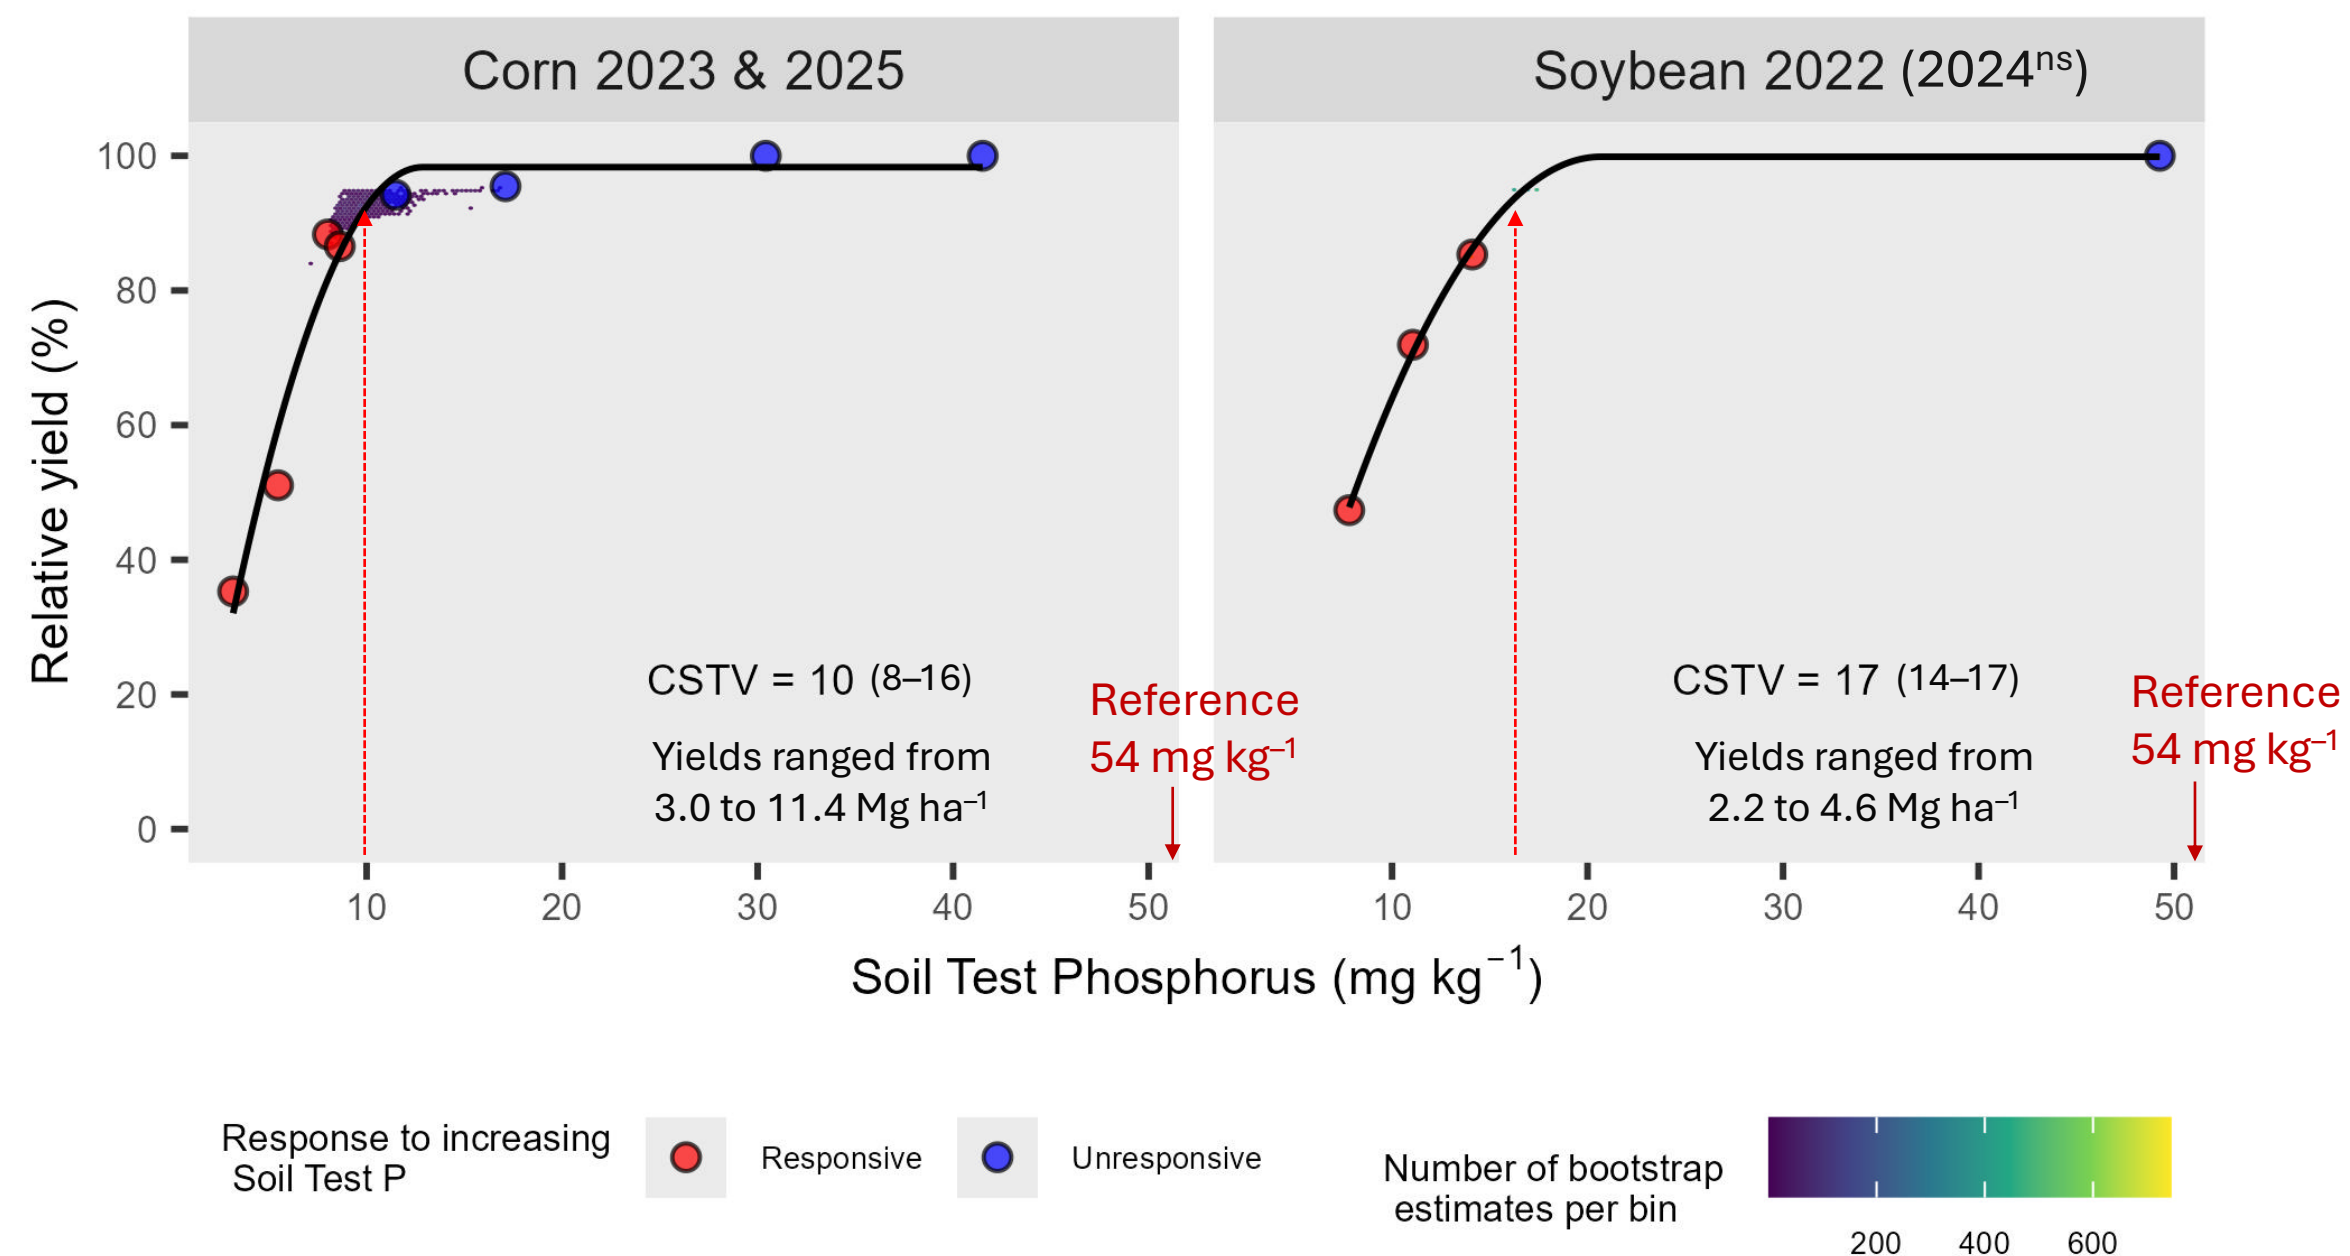 Corn 2023 & 2025
Soybean 2022 (2024ⁿˢ)
Relative yield (%)
100
80
60
40
20
0
CSTV = 10 (8–16)
Yields ranged from
3.0 to 11.4 Mg ha⁻¹
Reference
54 mg kg⁻¹
CSTV = 17 (14–17)
Yields ranged from
2.2 to 4.6 Mg ha⁻¹
Reference
54 mg kg⁻¹
10 20 30 40 50
10 20 30 40 50
Soil Test Phosphorus (mg kg⁻¹)
Response to increasing
Soil Test P
Responsive
Unresponsive
Number of bootstrap
estimates per bin
200 400 600